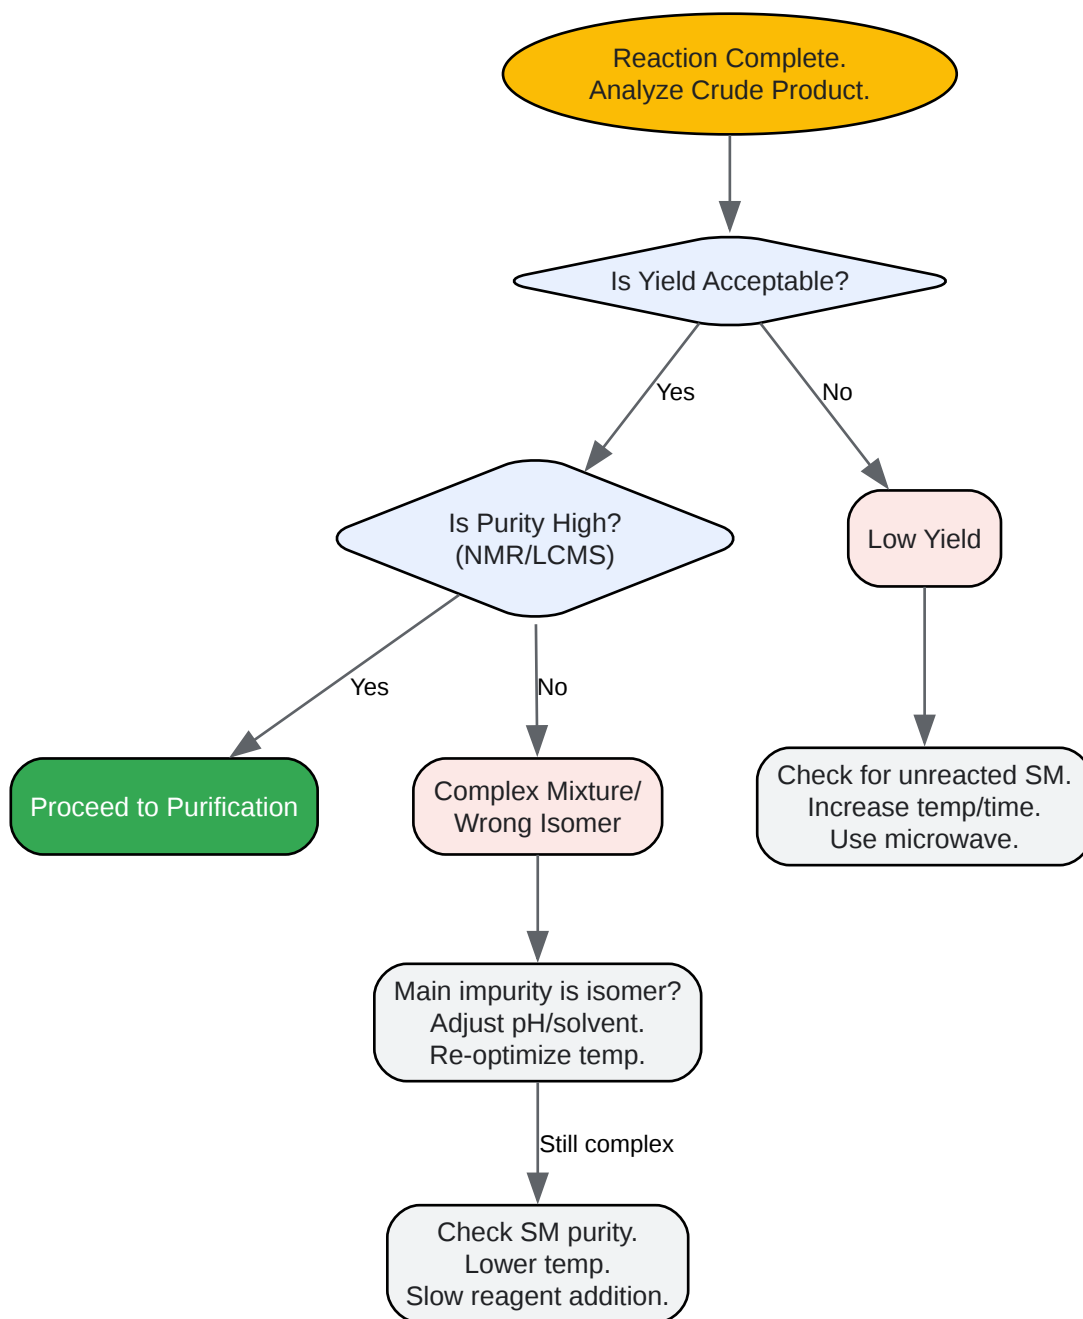 Reaction Complete.
Analyze Crude Product.
Is Yield Acceptable?
Yes
No
Is Purity High?
(NMR/LCMS)
Low Yield
Yes
No
Proceed to Purification
Complex Mixture/
Wrong Isomer
Check for unreacted SM.
Increase temp/time.
Use microwave.
Main impurity is isomer?
Adjust pH/solvent.
Re-optimize temp.
Still complex
Check SM purity.
Lower temp.
Slow reagent addition.